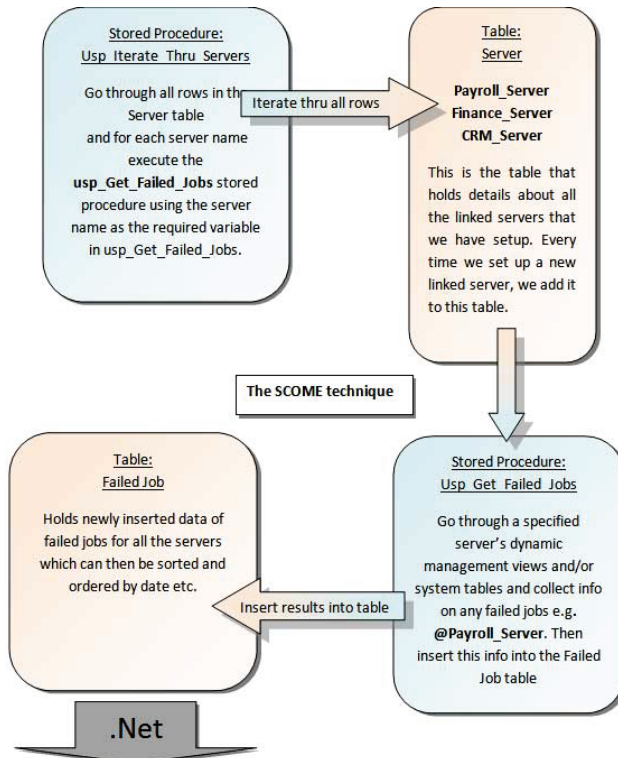 Stored Procedure:
Usp_Iterate_Thru_Servers
Go through all rows in the
Server table
and for each server name
execute the
usp_Get_Failed_Jobs stored
procedure using the server
name as the required variable
in usp_Get_Failed_Jobs.
Iterate thru all rows
Table:
Server
Payroll_Server
Finance_Server
CRM_Server
This is the table that
holds details about all
the linked servers that
we have setup. Every
time we set up a new
linked server, we add it
to this table.
The SCOME technique
Stored Procedure:
Usp_Get_Failed_Jobs
Go through a specified
server's dynamic
management views and/or
system tables and collect info
on any failed jobs e.g.
@Payroll_Server. Then
insert this info into the Failed
Job table
Insert results into table
Table:
Failed Job
Holds newly inserted data of
failed jobs for all the servers
which can then be sorted and
ordered by date etc.
.Net